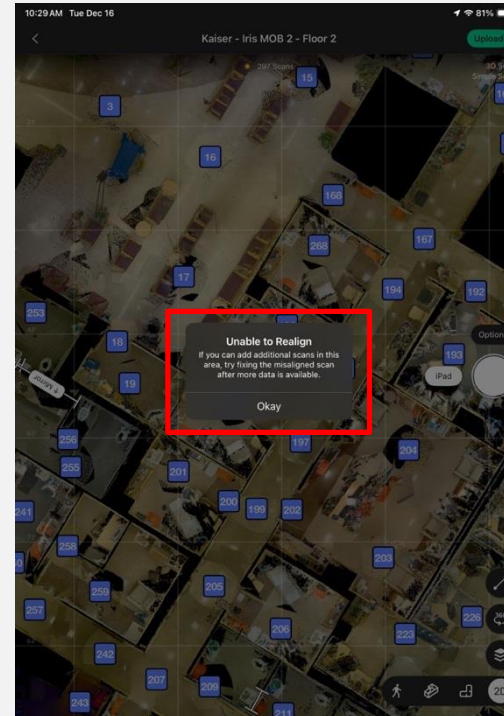 10:29 AM Tue Dec 16
81%
Kaiser - Iris MOB 2 - Floor 2
Upload
297 Scans
15
3
16
168
268
167
17
194
192
253
18
Options
193
iPad
19
Mirror
Unable to Realign
If you can add additional scans in this
area, try fixing the misaligned scan
after more data is available.
Okay
256
255
201
197
204
200
199
202
241
258
203
259
205
257
226
206
223
242
207
209
243
211
2D